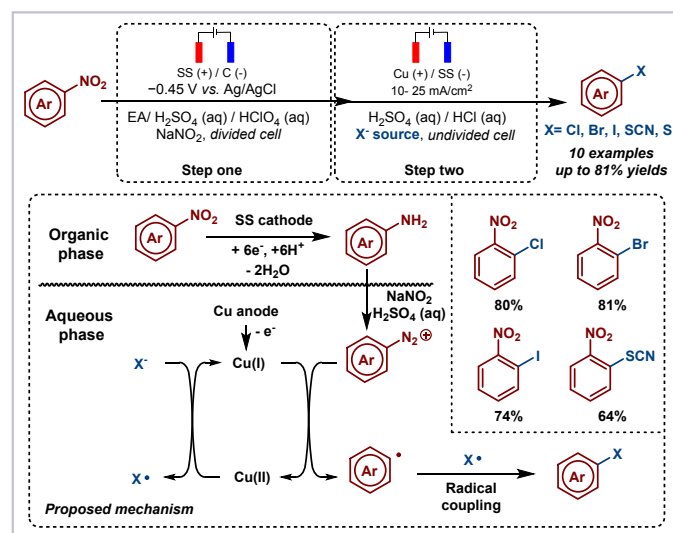 Ar
NO2
SS (+) / C (-)
−0.45 V vs. Ag/AgCl
EA/ H2SO4 (aq) / HClO4 (aq)
NaNO2, divided cell
Step one
Cu (+) / SS (-)
10- 25 mA/cm2
H2SO4 (aq) / HCl (aq)
X- source, undivided cell
Step two
Ar
X
X= Cl, Br, I, SCN, S
10 examples
up to 81% yields
Organic
phase
Ar
NO2
SS cathode
+ 6e-, +6H+
- 2H2O
Ar
NH2
NaNO2
H2SO4 (aq)
Aqueous
phase
Cu anode
- e-
X-
Cu(I)
Ar
N2⊕
X•
Cu(II)
Ar
•
X•
Radical
coupling
Ar
X
Proposed mechanism
NO2
Cl
80%
NO2
Br
81%
NO2
I
74%
NO2
SCN
64%